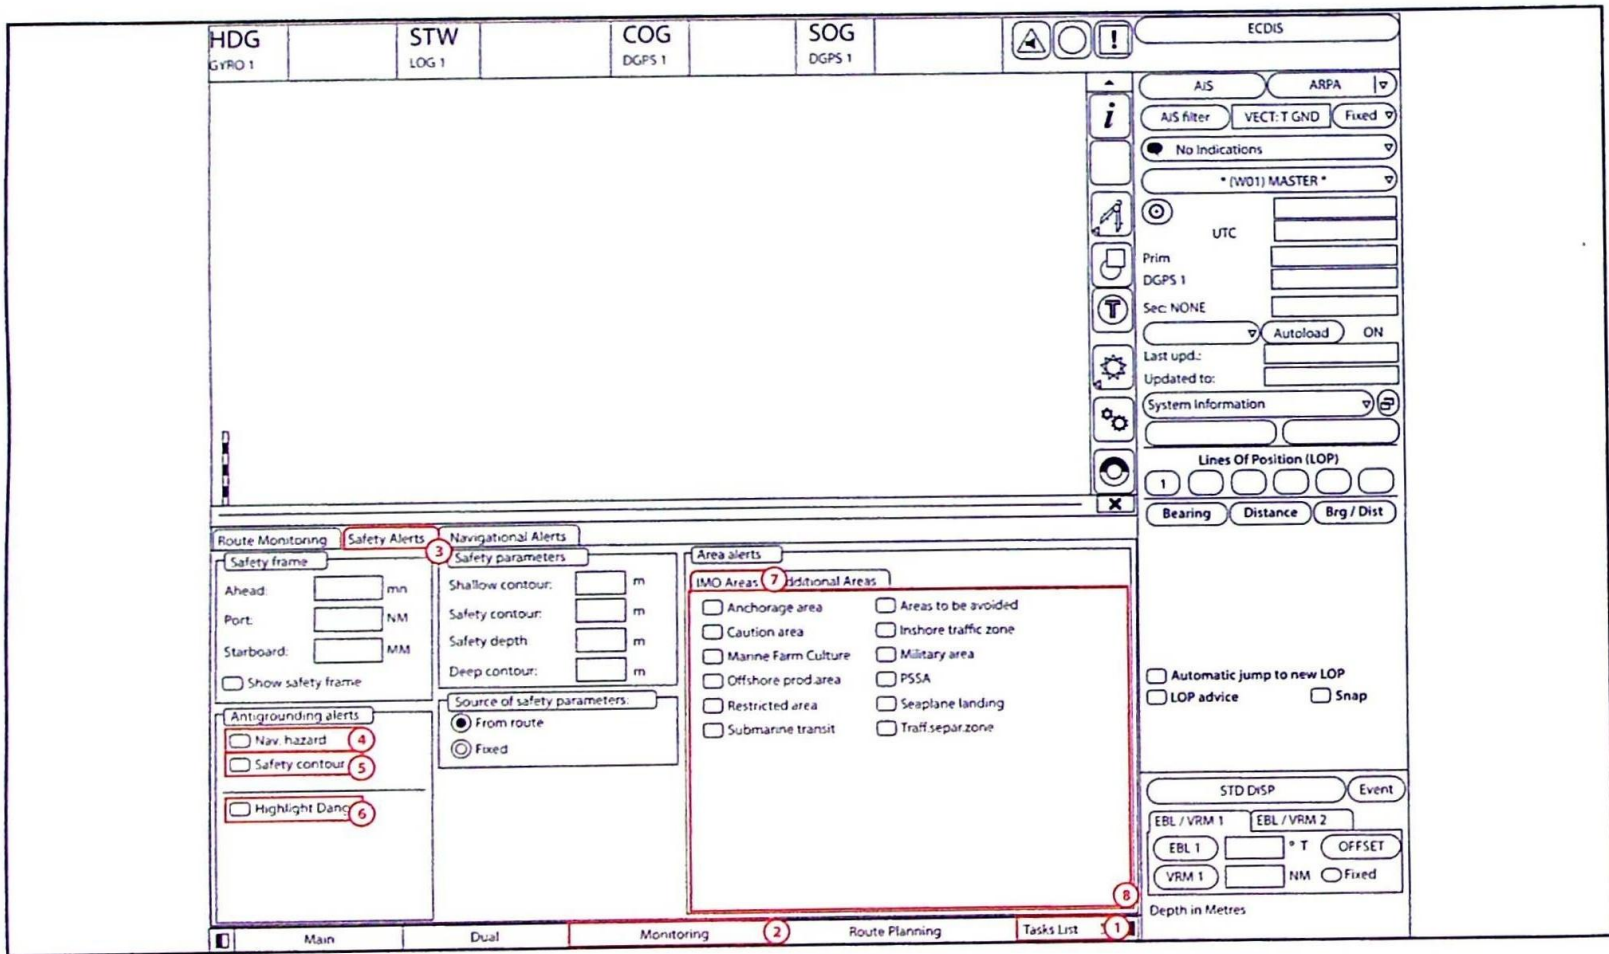 HDG
GYRO 1
STW
LOG 1
COG
DGPS 1
SOG
DGPS 1
!
ECDIS
AIS
ARPA
AIS filter
VECT: T GND
Fixed
i
No Indications
* (W01) MASTER *
UTC
Prim
DGPS 1
T
Sec: NONE
Autoload
ON
Last upd.:
Updated to:
System Information
Lines Of Position (LOP)
1
Bearing
Distance
Brg / Dist
X
Automatic jump to new LOP
LOP advice
Snap
STD DISP
Event
EBL / VRM 1
EBL / VRM 2
EBL 1
° T
OFFSET
VRM 1
NM
Fixed
Depth in Metres
Route Monitoring
Safety Alerts
3
Navigational Alerts
Safety frame
Ahead:
mn
Port:
NM
Starboard:
MM
Show safety frame
Antigrounding alerts
Nav. hazard
4
Safety contour
5
Highlight Dang
6
Safety parameters
Shallow contour:
m
Safety contour:
m
Safety depth
m
Deep contour:
m
Source of safety parameters:
From route
Fixed
Area alerts
IMO Areas
7
dditional Areas
Anchorage area
Areas to be avoided
Caution area
Inshore traffic zone
Marine Farm Culture
Military area
Offshore prod.area
PSSA
Restricted area
Seaplane landing
Submarine transit
Traff.separ.zone
8
Main
Dual
Monitoring
2
Route Planning
Tasks List
1